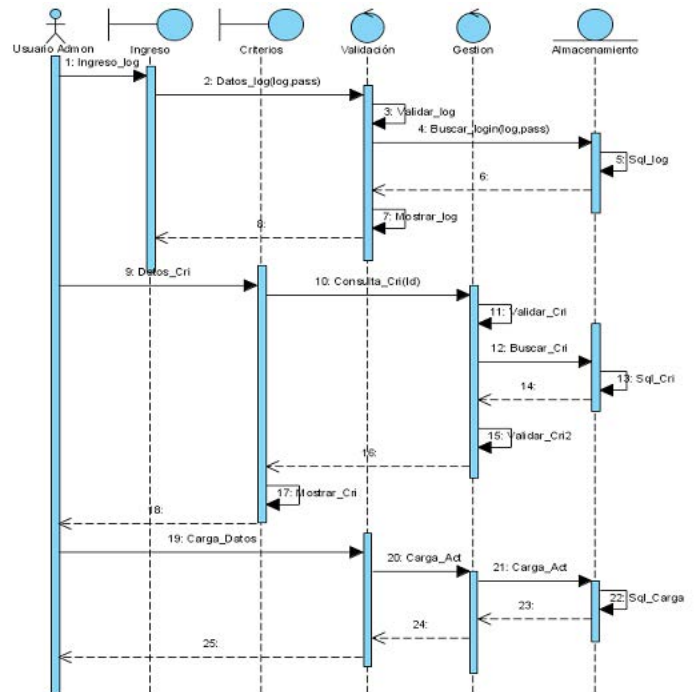 Usuario Admon Ingreso Criterios Validación Gestion Almacenamiento
1: Ingreso_log
2: Datos_log(log,pass)
3: Validar_log
4: Buscar_login(log,pass)
5: Sql_log
6:
7: Mostrar_log
8:
9: Datos_Cri
10: Consulta_Cri(Id)
11: Validar_Cri
12: Buscar_Cri
13: Sql_Cri
14:
15: Validar_Cri2
16:
17: Mostrar_Cri
18:
19: Carga_Datos
20: Carga_Act
21: Carga_Act
22: Sql_Carga
23:
24:
25: